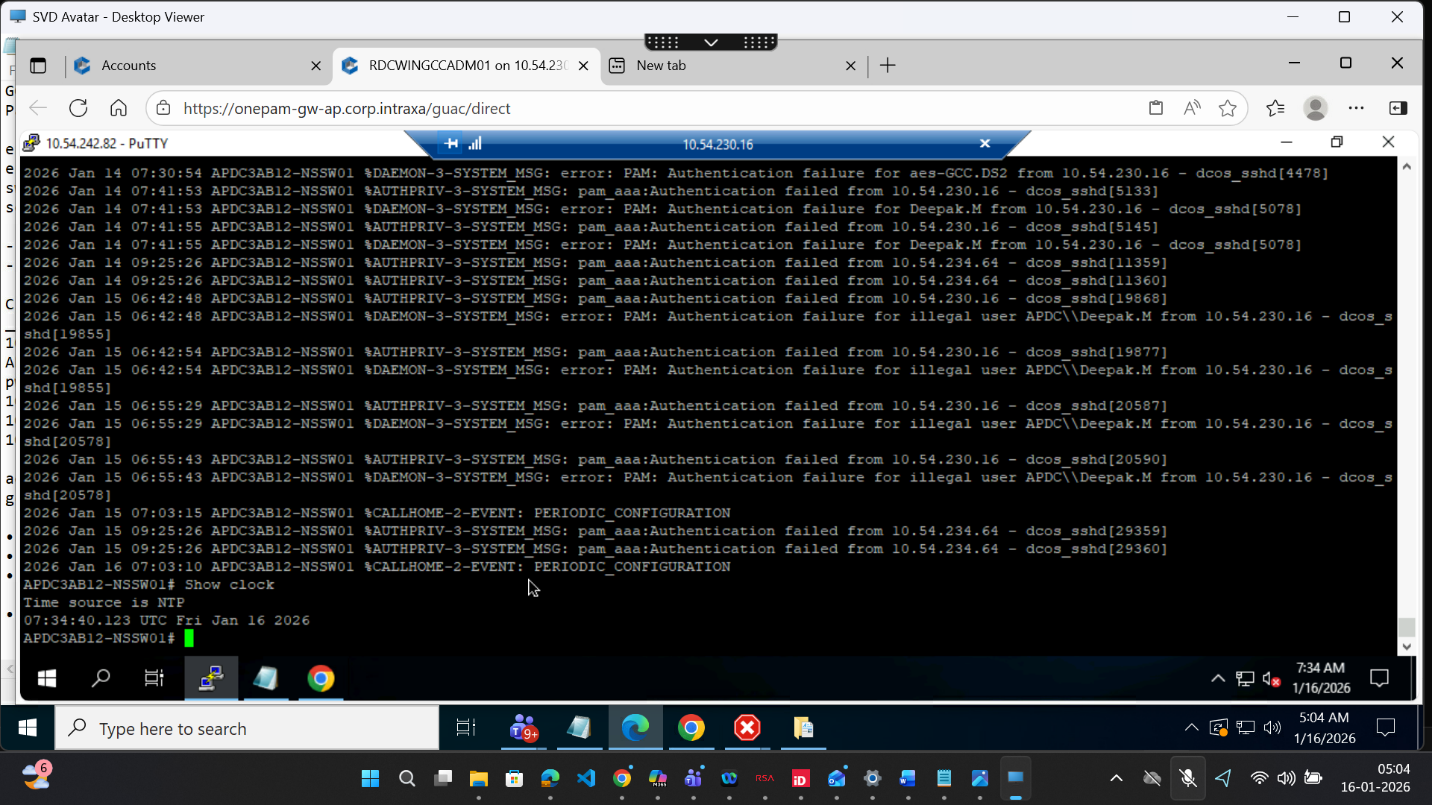 SVD Avatar - Desktop Viewer
Accounts
RDCWINGCCADM01 on 10.54.230
New tab
https://onepam-gw-ap.corp.intraxa/guac/direct
10.54.242.82 - PuTTY
10.54.230.16
2026 Jan 14 07:30:54 APDC3AB12-NSSW01 %DAEMON-3-SYSTEM_MSG: error: PAM: Authentication failure for aes-GCC.DS2 from 10.54.230.16 - dcos_sshd[4478]
2026 Jan 14 07:41:53 APDC3AB12-NSSW01 %AUTHPRIV-3-SYSTEM_MSG: pam_aaa:Authentication failed from 10.54.230.16 - dcos_sshd[5133]
2026 Jan 14 07:41:53 APDC3AB12-NSSW01 %DAEMON-3-SYSTEM_MSG: error: PAM: Authentication failure for Deepak.M from 10.54.230.16 - dcos_sshd[5078]
2026 Jan 14 07:41:55 APDC3AB12-NSSW01 %AUTHPRIV-3-SYSTEM_MSG: pam_aaa:Authentication failed from 10.54.230.16 - dcos_sshd[5145]
2026 Jan 14 07:41:55 APDC3AB12-NSSW01 %DAEMON-3-SYSTEM_MSG: error: PAM: Authentication failure for Deepak.M from 10.54.230.16 - dcos_sshd[5078]
2026 Jan 14 09:25:26 APDC3AB12-NSSW01 %AUTHPRIV-3-SYSTEM_MSG: pam_aaa:Authentication failed from 10.54.234.64 - dcos_sshd[11359]
2026 Jan 14 09:25:26 APDC3AB12-NSSW01 %AUTHPRIV-3-SYSTEM_MSG: pam_aaa:Authentication failed from 10.54.234.64 - dcos_sshd[11360]
2026 Jan 15 06:42:48 APDC3AB12-NSSW01 %AUTHPRIV-3-SYSTEM_MSG: pam_aaa:Authentication failed from 10.54.230.16 - dcos_sshd[19868]
2026 Jan 15 06:42:48 APDC3AB12-NSSW01 %DAEMON-3-SYSTEM_MSG: error: PAM: Authentication failure for illegal user APDC\\Deepak.M from 10.54.230.16 - dcos_s
shd[19855]
2026 Jan 15 06:42:54 APDC3AB12-NSSW01 %AUTHPRIV-3-SYSTEM_MSG: pam_aaa:Authentication failed from 10.54.230.16 - dcos_sshd[19877]
2026 Jan 15 06:42:54 APDC3AB12-NSSW01 %DAEMON-3-SYSTEM_MSG: error: PAM: Authentication failure for illegal user APDC\\Deepak.M from 10.54.230.16 - dcos_s
shd[19855]
2026 Jan 15 06:55:29 APDC3AB12-NSSW01 %AUTHPRIV-3-SYSTEM_MSG: pam_aaa:Authentication failed from 10.54.230.16 - dcos_sshd[20587]
2026 Jan 15 06:55:29 APDC3AB12-NSSW01 %DAEMON-3-SYSTEM_MSG: error: PAM: Authentication failure for illegal user APDC\\Deepak.M from 10.54.230.16 - dcos_s
shd[20578]
2026 Jan 15 06:55:43 APDC3AB12-NSSW01 %AUTHPRIV-3-SYSTEM_MSG: pam_aaa:Authentication failed from 10.54.230.16 - dcos_sshd[20590]
2026 Jan 15 06:55:43 APDC3AB12-NSSW01 %DAEMON-3-SYSTEM_MSG: error: PAM: Authentication failure for illegal user APDC\\Deepak.M from 10.54.230.16 - dcos_s
shd[20578]
2026 Jan 15 07:03:15 APDC3AB12-NSSW01 %CALLHOME-2-EVENT: PERIODIC_CONFIGURATION
2026 Jan 15 09:25:26 APDC3AB12-NSSW01 %AUTHPRIV-3-SYSTEM_MSG: pam_aaa:Authentication failed from 10.54.234.64 - dcos_sshd[29359]
2026 Jan 15 09:25:26 APDC3AB12-NSSW01 %AUTHPRIV-3-SYSTEM_MSG: pam_aaa:Authentication failed from 10.54.234.64 - dcos_sshd[29360]
2026 Jan 16 07:03:10 APDC3AB12-NSSW01 %CALLHOME-2-EVENT: PERIODIC_CONFIGURATION
APDC3AB12-NSSW01# Show clock
Time source is NTP
07:34:40.123 UTC Fri Jan 16 2026
APDC3AB12-NSSW01#
7:34 AM
1/16/2026
Type here to search
9+
5:04 AM
1/16/2026
6
RSA
iD
05:04
16-01-2026